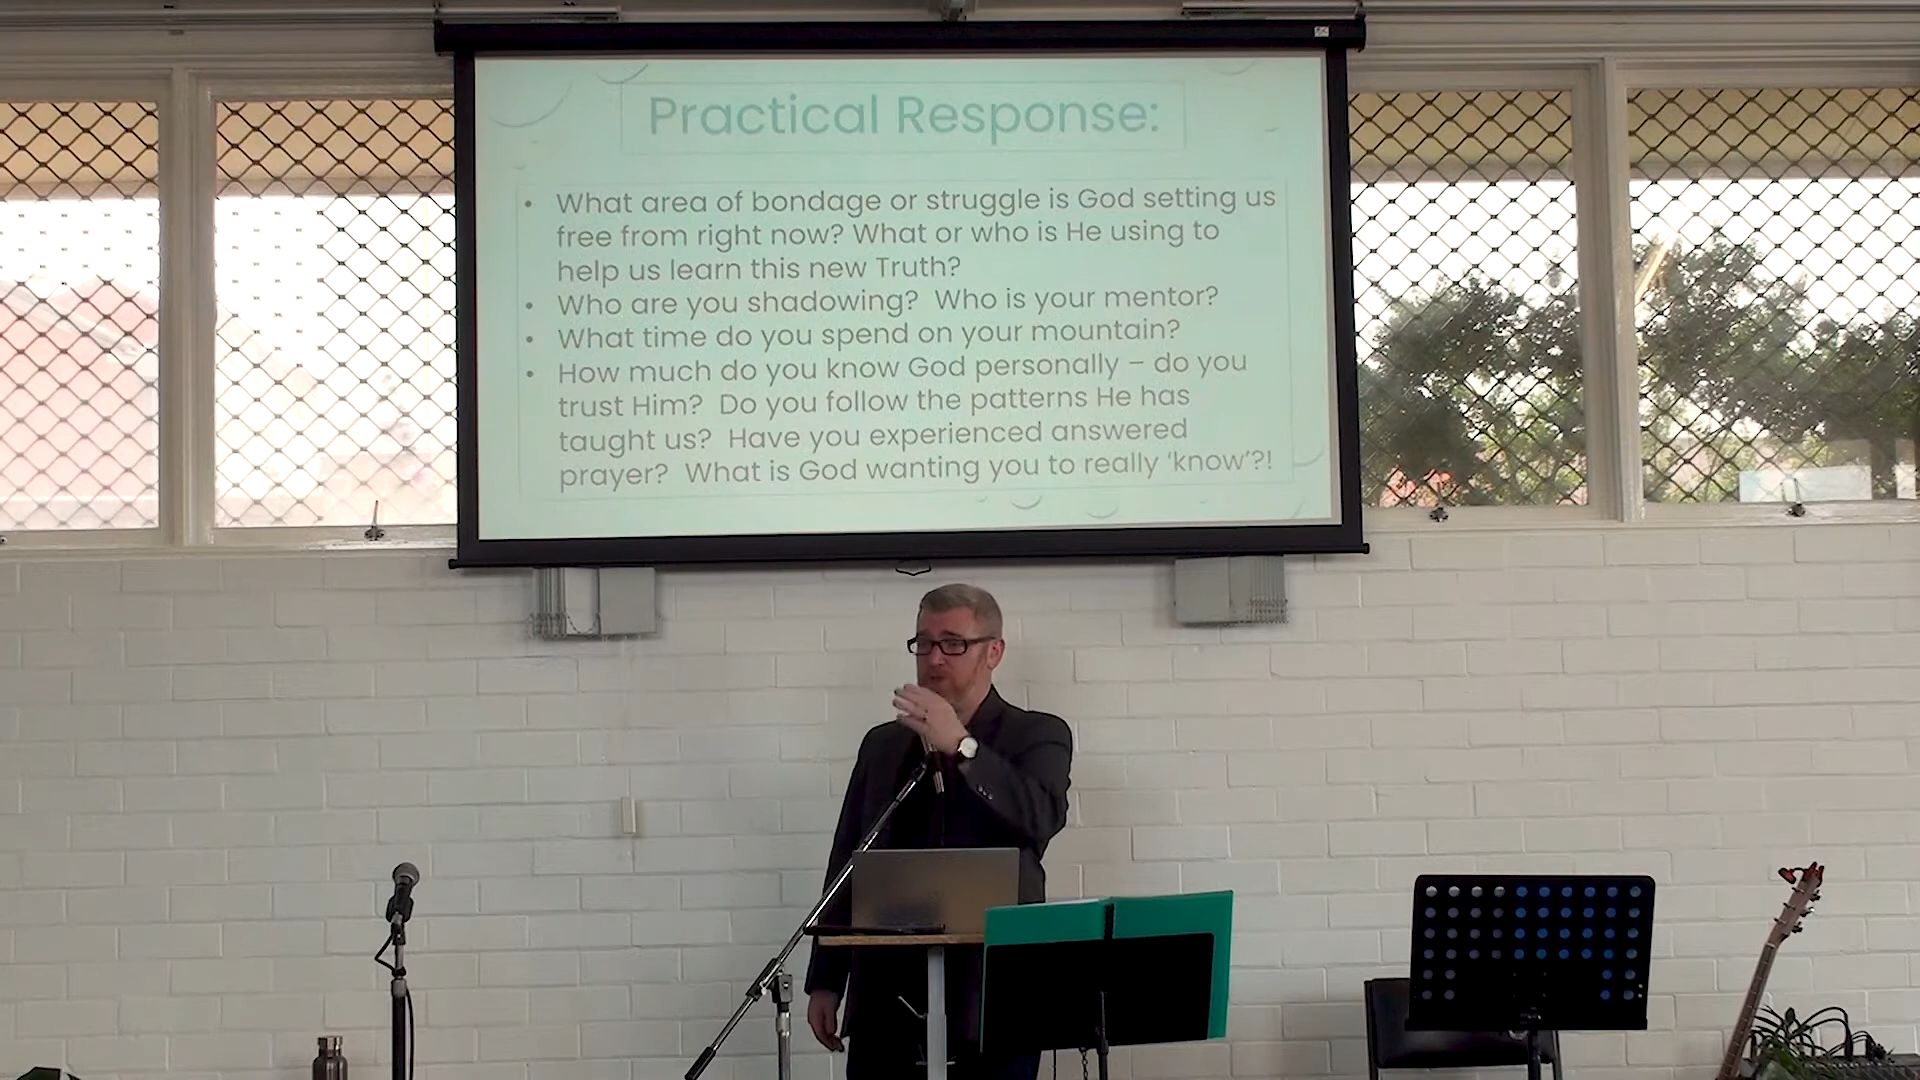 Practical Response:
• What area of bondage or struggle is God setting us
free from right now? What or who is He using to
help us learn this new Truth?
• Who are you shadowing?  Who is your mentor?
• What time do you spend on your mountain?
• How much do you know God personally – do you
trust Him?  Do you follow the patterns He has
taught us?  Have you experienced answered
prayer?  What is God wanting you to really ‘know’?!